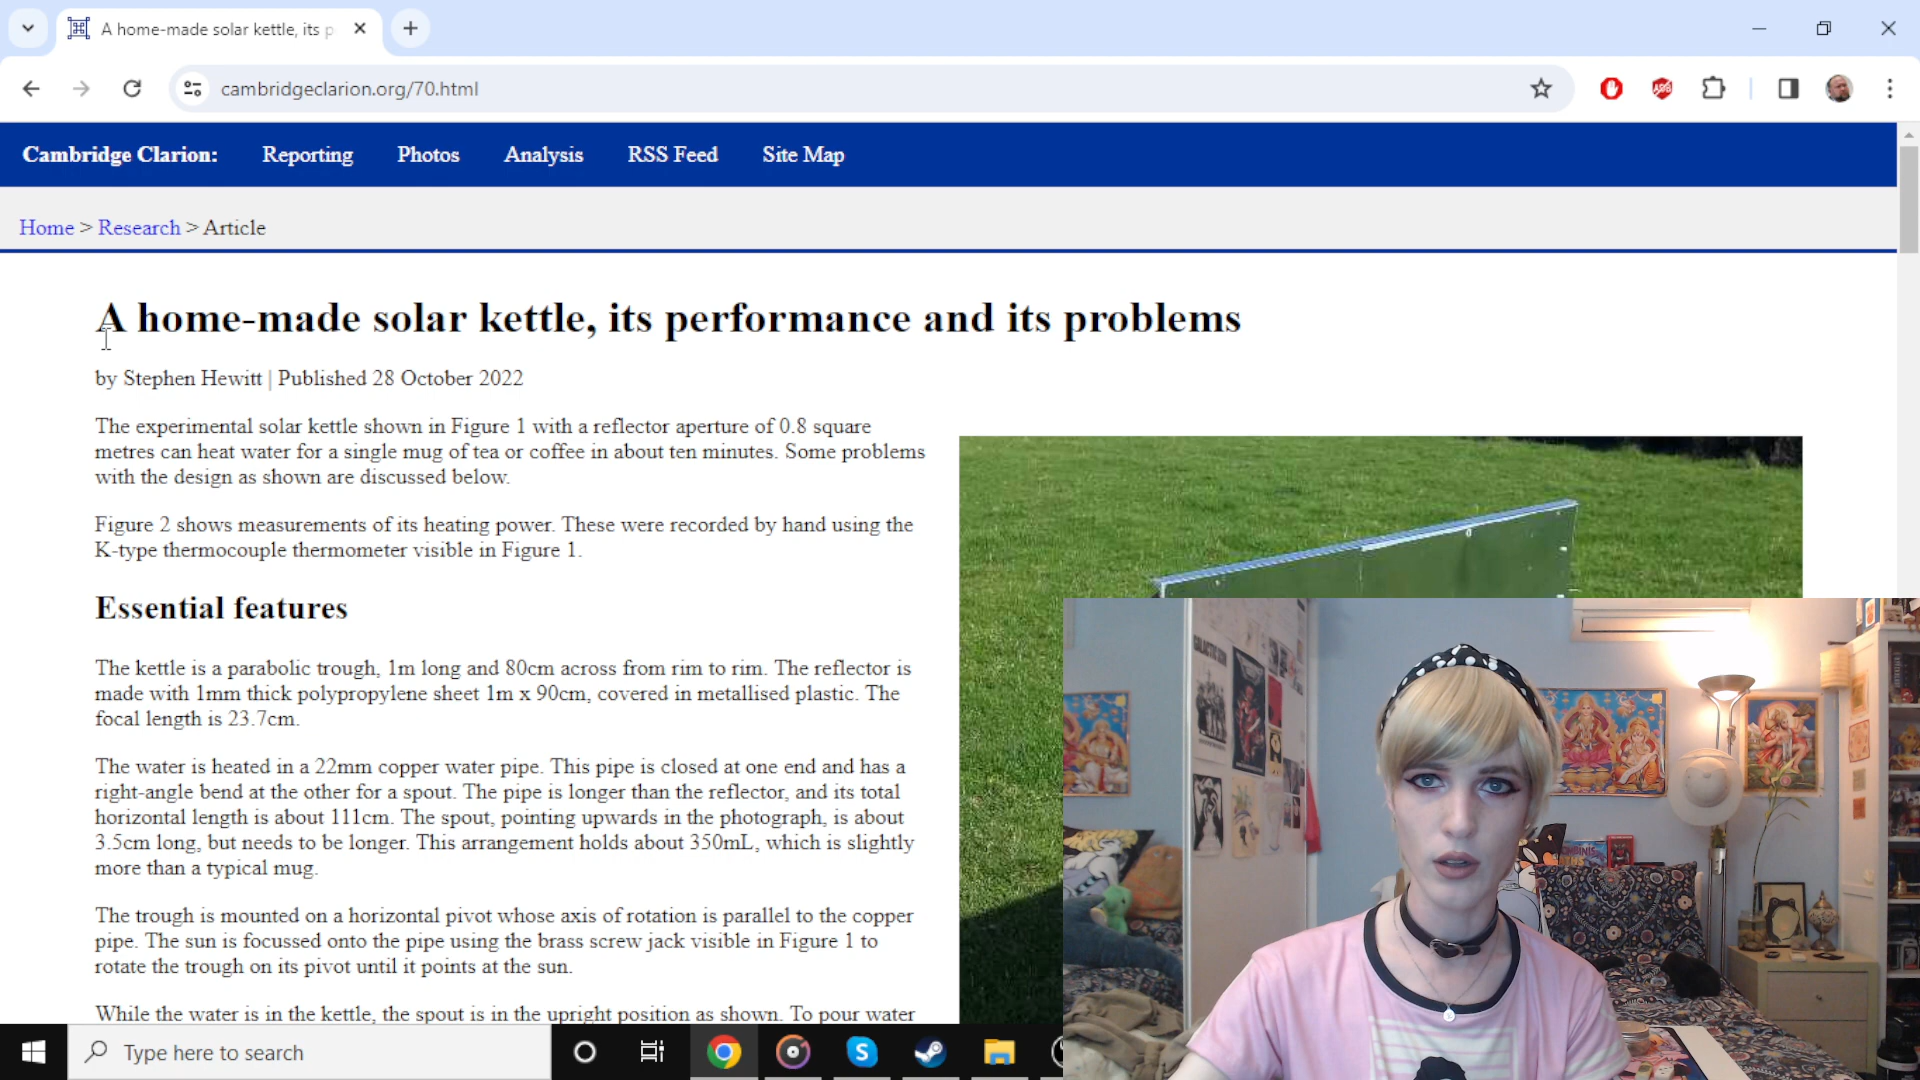 A home-made solar kettle, its p
cambridgeclarion.org/70.html
Cambridge Clarion: Reporting Photos Analysis RSS Feed Site Map
Home > Research > Article
A home-made solar kettle, its performance and its problems
by Stephen Hewitt | Published 28 October 2022
The experimental solar kettle shown in Figure 1 with a reflector aperture of 0.8 square
metres can heat water for a single mug of tea or coffee in about ten minutes. Some problems
with the design as shown are discussed below.
Figure 2 shows measurements of its heating power. These were recorded by hand using the
K-type thermocouple thermometer visible in Figure 1.
Essential features
The kettle is a parabolic trough, 1m long and 80cm across from rim to rim. The reflector is
made with 1mm thick polypropylene sheet 1m x 90cm, covered in metallised plastic. The
focal length is 23.7cm.
The water is heated in a 22mm copper water pipe. This pipe is closed at one end and has a
right-angle bend at the other for a spout. The pipe is longer than the reflector, and its total
horizontal length is about 111cm. The spout, pointing upwards in the photograph, is about
3.5cm long, but needs to be longer. This arrangement holds about 350mL, which is slightly
more than a typical mug.
The trough is mounted on a horizontal pivot whose axis of rotation is parallel to the copper
pipe. The sun is focussed onto the pipe using the brass screw jack visible in Figure 1 to
rotate the trough on its pivot until it points at the sun.
While the water is in the kettle, the spout is in the upright position as shown. To pour water
Type here to search